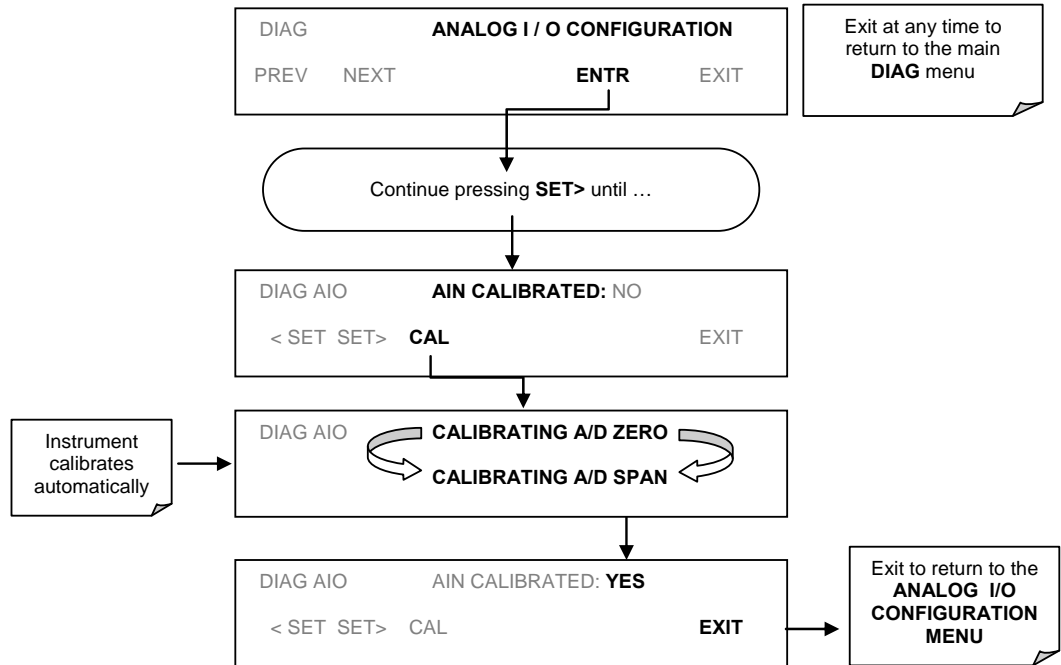 DIAG ANALOG I / O CONFIGURATION
PREV NEXT ENTR EXIT
Exit at any time to
return to the main
DIAG menu
Continue pressing SET> until …
DIAG AIO AIN CALIBRATED: NO
< SET SET> CAL EXIT
Instrument
calibrates
automatically
DIAG AIO CALIBRATING A/D ZERO
CALIBRATING A/D SPAN
DIAG AIO AIN CALIBRATED: YES
< SET SET> CAL EXIT
Exit to return to the
ANALOG I/O
CONFIGURATION
MENU